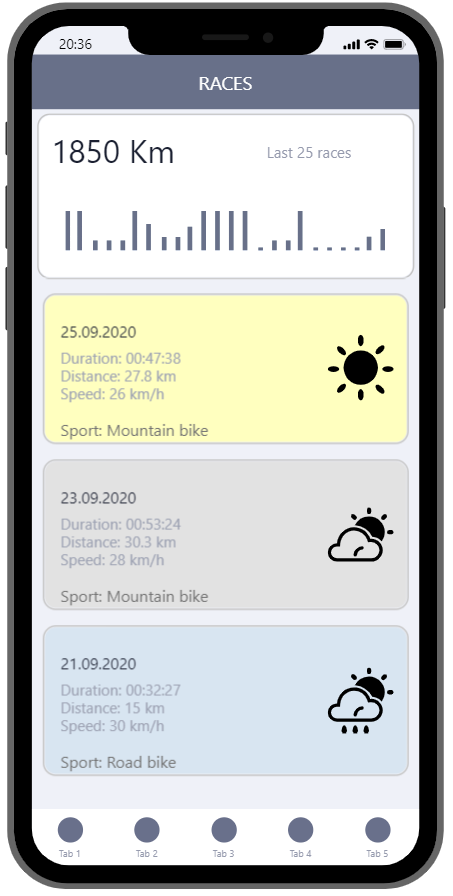 20:36
RACES
1850 Km
Last 25 races
25.09.2020
Duration: 00:47:38
Distance: 27.8 km
Speed: 26 km/h
Sport: Mountain bike
23.09.2020
Duration: 00:53:24
Distance: 30.3 km
Speed: 28 km/h
Sport: Mountain bike
21.09.2020
Duration: 00:32:27
Distance: 15 km
Speed: 30 km/h
Sport: Road bike
Tab 1 Tab 2 Tab 3 Tab 4 Tab 5